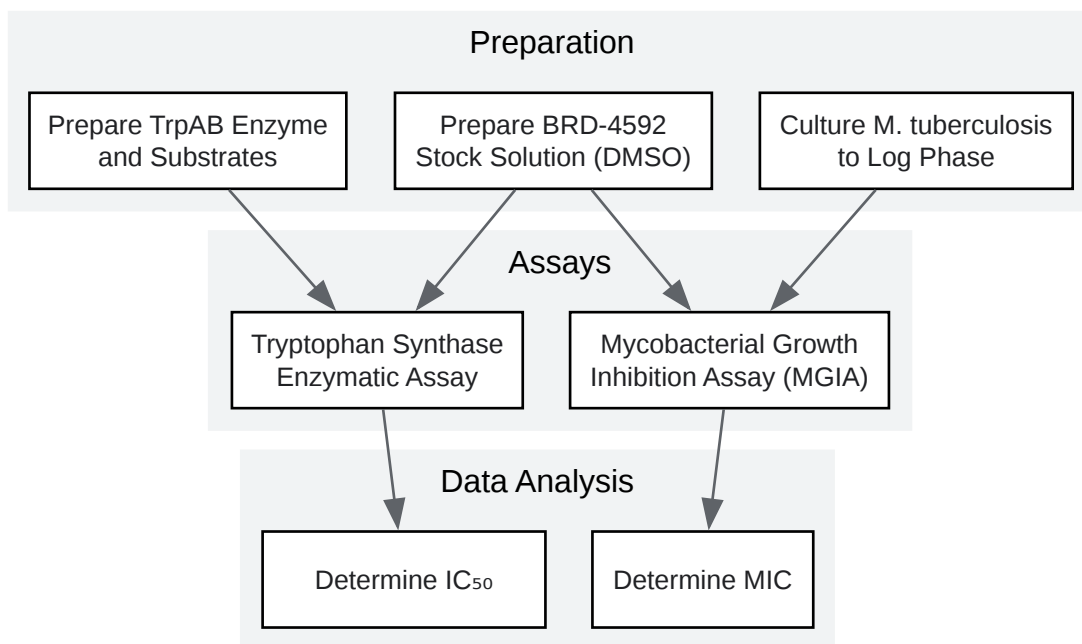 Preparation
Prepare TrpAB Enzyme
and Substrates
Prepare BRD-4592
Stock Solution (DMSO)
Culture M. tuberculosis
to Log Phase
Assays
Tryptophan Synthase
Enzymatic Assay
Mycobacterial Growth
Inhibition Assay (MGIA)
Data Analysis
Determine IC₅₀
Determine MIC